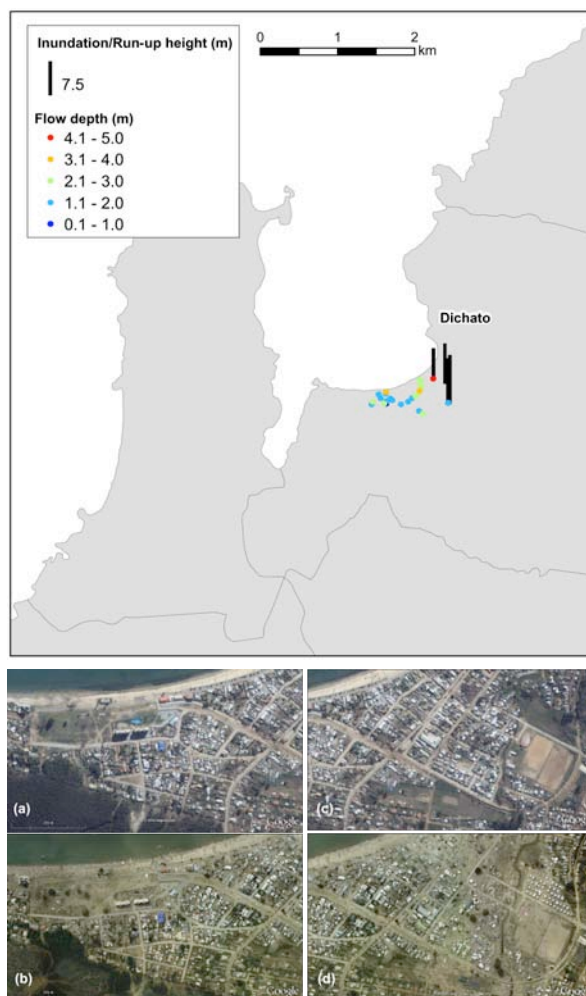 Inundation/Run-up height (m)
7.5
Flow depth (m)
4.1 - 5.0
3.1 - 4.0
2.1 - 3.0
1.1 - 2.0
0.1 - 1.0
0 1 2
km
Dichato
(a)
Google
(c)
Google
(b)
Google
(d)
Google